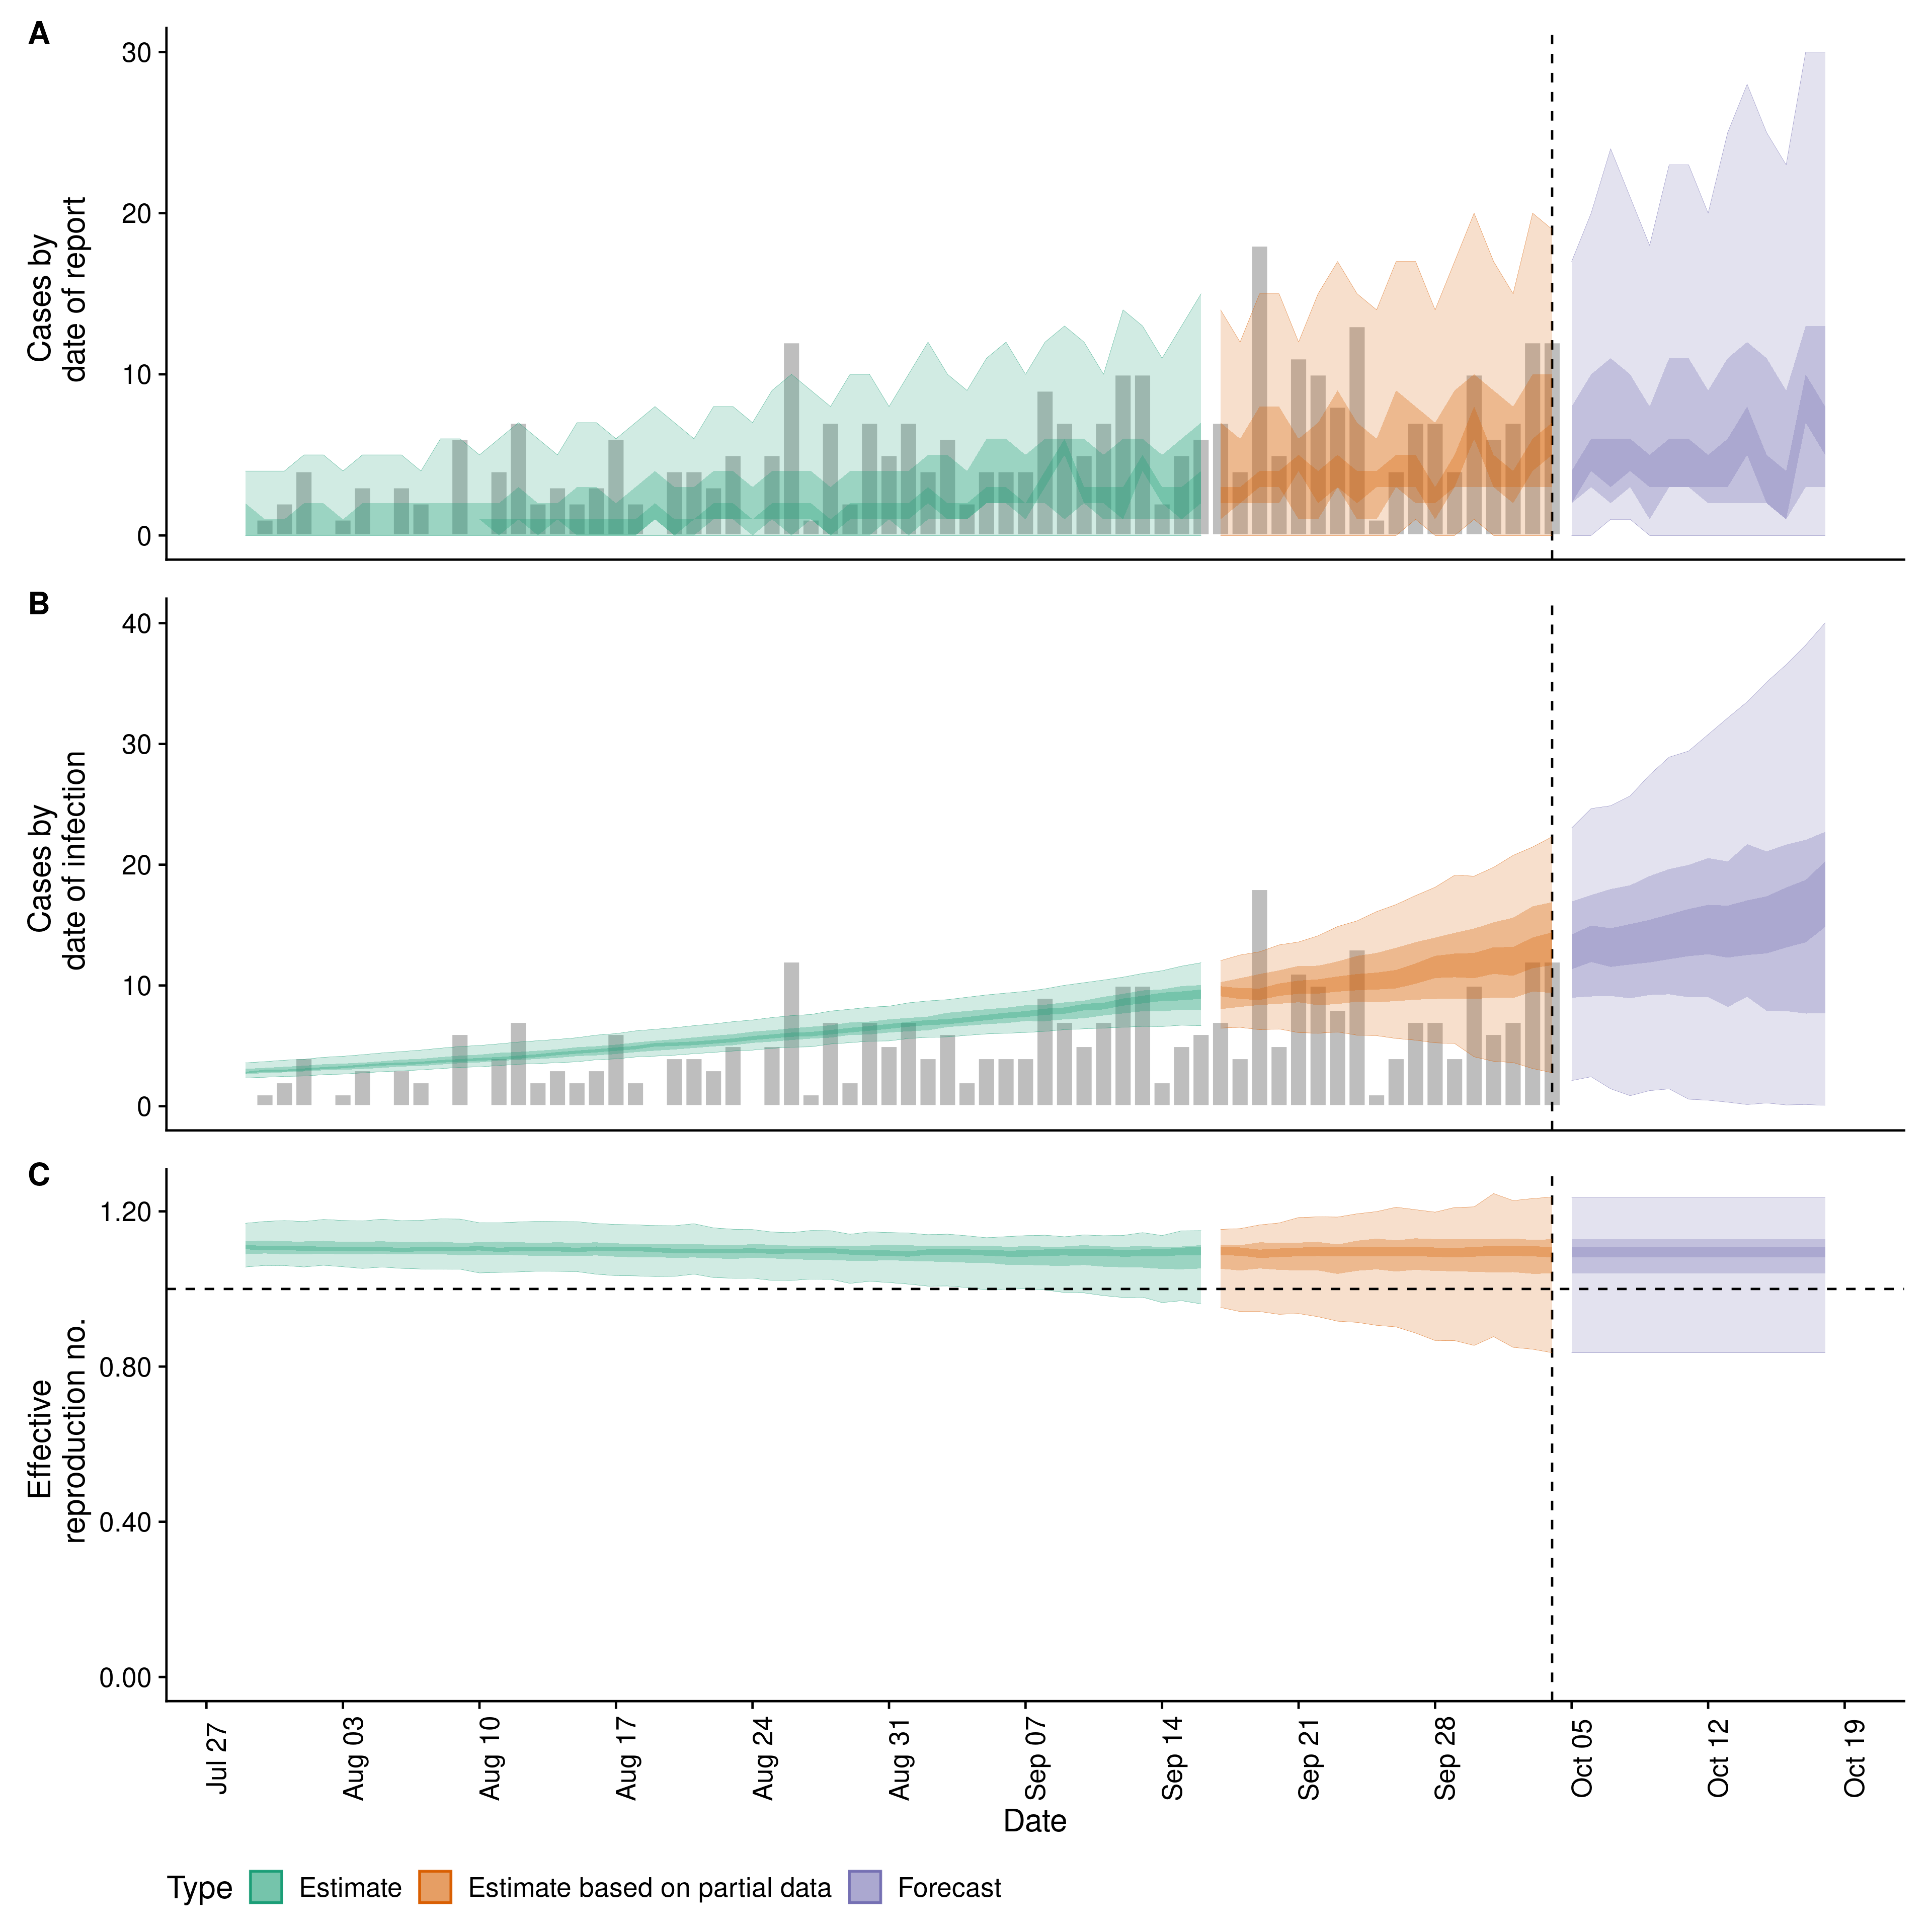 A
Cases by
date of report
30
20
10
0
B
Cases by
date of infection
40
30
20
10
0
C
Effective
reproduction no.
1.20
0.80
0.40
0.00
Jul 27
Aug 03
Aug 10
Aug 17
Aug 24
Aug 31
Sep 07
Sep 14
Sep 21
Sep 28
Oct 05
Oct 12
Oct 19
Date
Type Estimate Estimate based on partial data Forecast